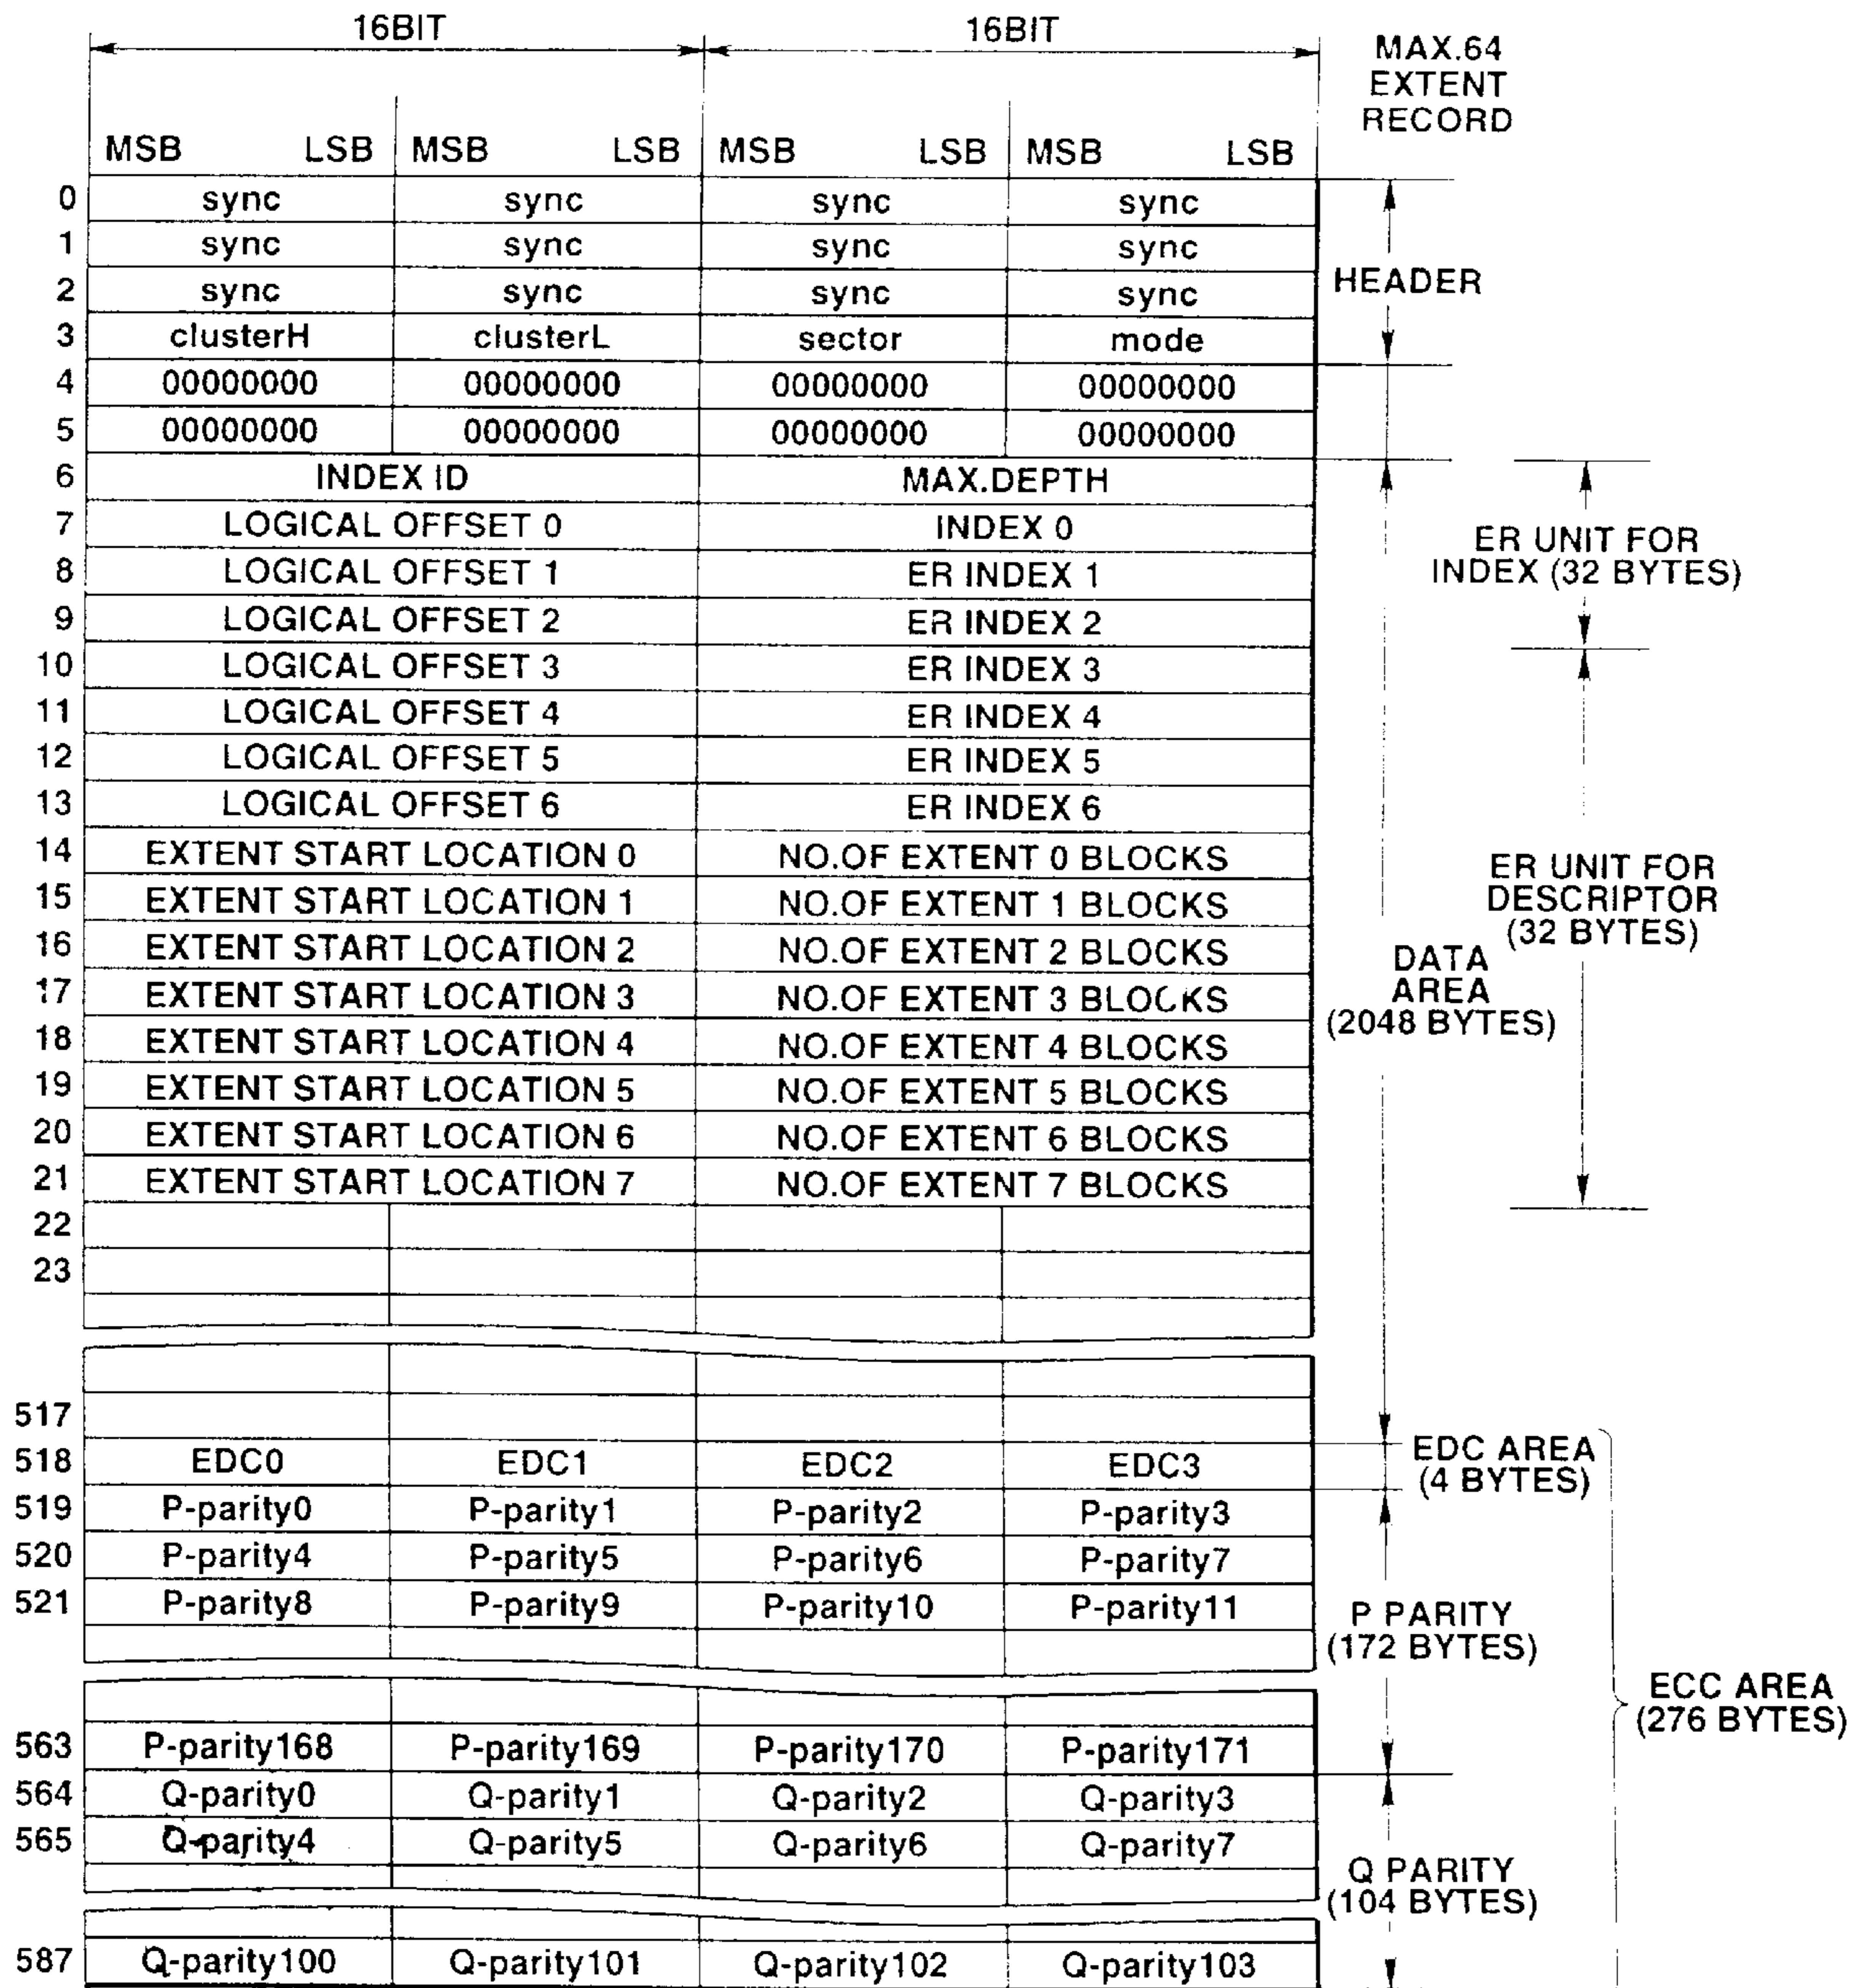 16BIT 16BIT
MAX.64
EXTENT
RECORD
MSB LSB MSB LSB MSB LSB MSB LSB
0 sync sync sync sync
1 sync sync sync sync
2 sync sync sync sync
HEADER
3 clusterH clusterL sector mode
4 00000000 00000000 00000000 00000000
5 00000000 00000000 00000000 00000000
6 INDEX ID MAX.DEPTH
7 LOGICAL OFFSET 0 INDEX 0
8 LOGICAL OFFSET 1 ER INDEX 1
ER UNIT FOR
INDEX (32 BYTES)
9 LOGICAL OFFSET 2 ER INDEX 2
10 LOGICAL OFFSET 3 ER INDEX 3
11 LOGICAL OFFSET 4 ER INDEX 4
12 LOGICAL OFFSET 5 ER INDEX 5
13 LOGICAL OFFSET 6 ER INDEX 6
14 EXTENT START LOCATION 0 NO.OF EXTENT 0 BLOCKS
15 EXTENT START LOCATION 1 NO.OF EXTENT 1 BLOCKS
ER UNIT FOR
DESCRIPTOR
(32 BYTES)
16 EXTENT START LOCATION 2 NO.OF EXTENT 2 BLOCKS
17 EXTENT START LOCATION 3 NO.OF EXTENT 3 BLOCKS
DATA
AREA
(2048 BYTES)
18 EXTENT START LOCATION 4 NO.OF EXTENT 4 BLOCKS
19 EXTENT START LOCATION 5 NO.OF EXTENT 5 BLOCKS
20 EXTENT START LOCATION 6 NO.OF EXTENT 6 BLOCKS
21 EXTENT START LOCATION 7 NO.OF EXTENT 7 BLOCKS
22
23
517
518 EDC0 EDC1 EDC2 EDC3
EDC AREA
(4 BYTES)
519 P-parity0 P-parity1 P-parity2 P-parity3
520 P-parity4 P-parity5 P-parity6 P-parity7
521 P-parity8 P-parity9 P-parity10 P-parity11
P PARITY
(172 BYTES)
ECC AREA
(276 BYTES)
563 P-parity168 P-parity169 P-parity170 P-parity171
564 Q-parity0 Q-parity1 Q-parity2 Q-parity3
565 Q-parity4 Q-parity5 Q-parity6 Q-parity7
Q PARITY
(104 BYTES)
587 Q-parity100 Q-parity101 Q-parity102 Q-parity103